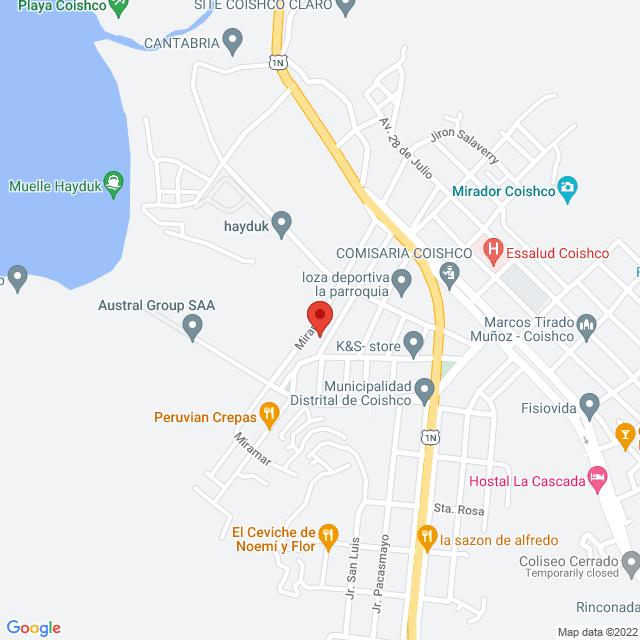 Playa Coishco
SITE COISHCO CLARO
CANTABRIA
1N
Av. 28 de Julio
Jiron Salaverry
Muelle Hayduk
Mirador Coishco
hayduk
H
Essalud Coishco
COMISARIA COISHCO
loza deportiva
la parroquia
Austral Group SAA
Marcos Tirado
Muñoz - Coishco
K&S- store
Municipalidad
Distrital de Coishco
Peruvian Crepas
Fisiovida
Miramar
1N
Hostal La Cascada
Sta. Rosa
El Ceviche de
Noemí y Flor
la sazon de alfredo
Jr. San Luis
Jr. Pacasmayo
Coliseo Cerrado
Temporarily closed
Rinconada
Google
Map data ©2022